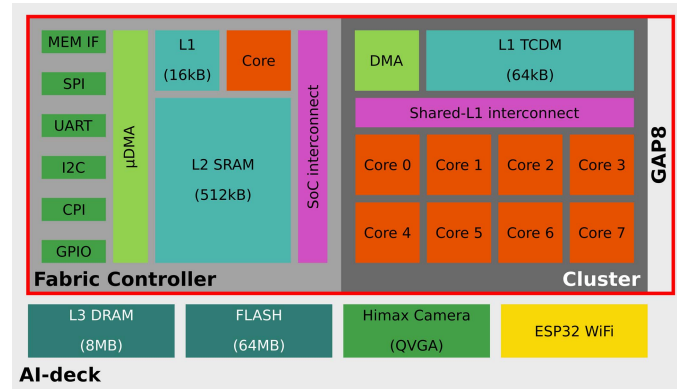 MEM IF
SPI
UART
I2C
CPI
GPIO
µDMA
L1
(16kB)
Core
L2 SRAM
(512kB)
SoC interconnect
Fabric Controller
DMA
L1 TCDM
(64kB)
Shared-L1 interconnect
Core 0
Core 1
Core 2
Core 3
Core 4
Core 5
Core 6
Core 7
Cluster
GAP8
L3 DRAM
(8MB)
FLASH
(64MB)
Himax Camera
(QVGA)
ESP32 WiFi
AI-deck